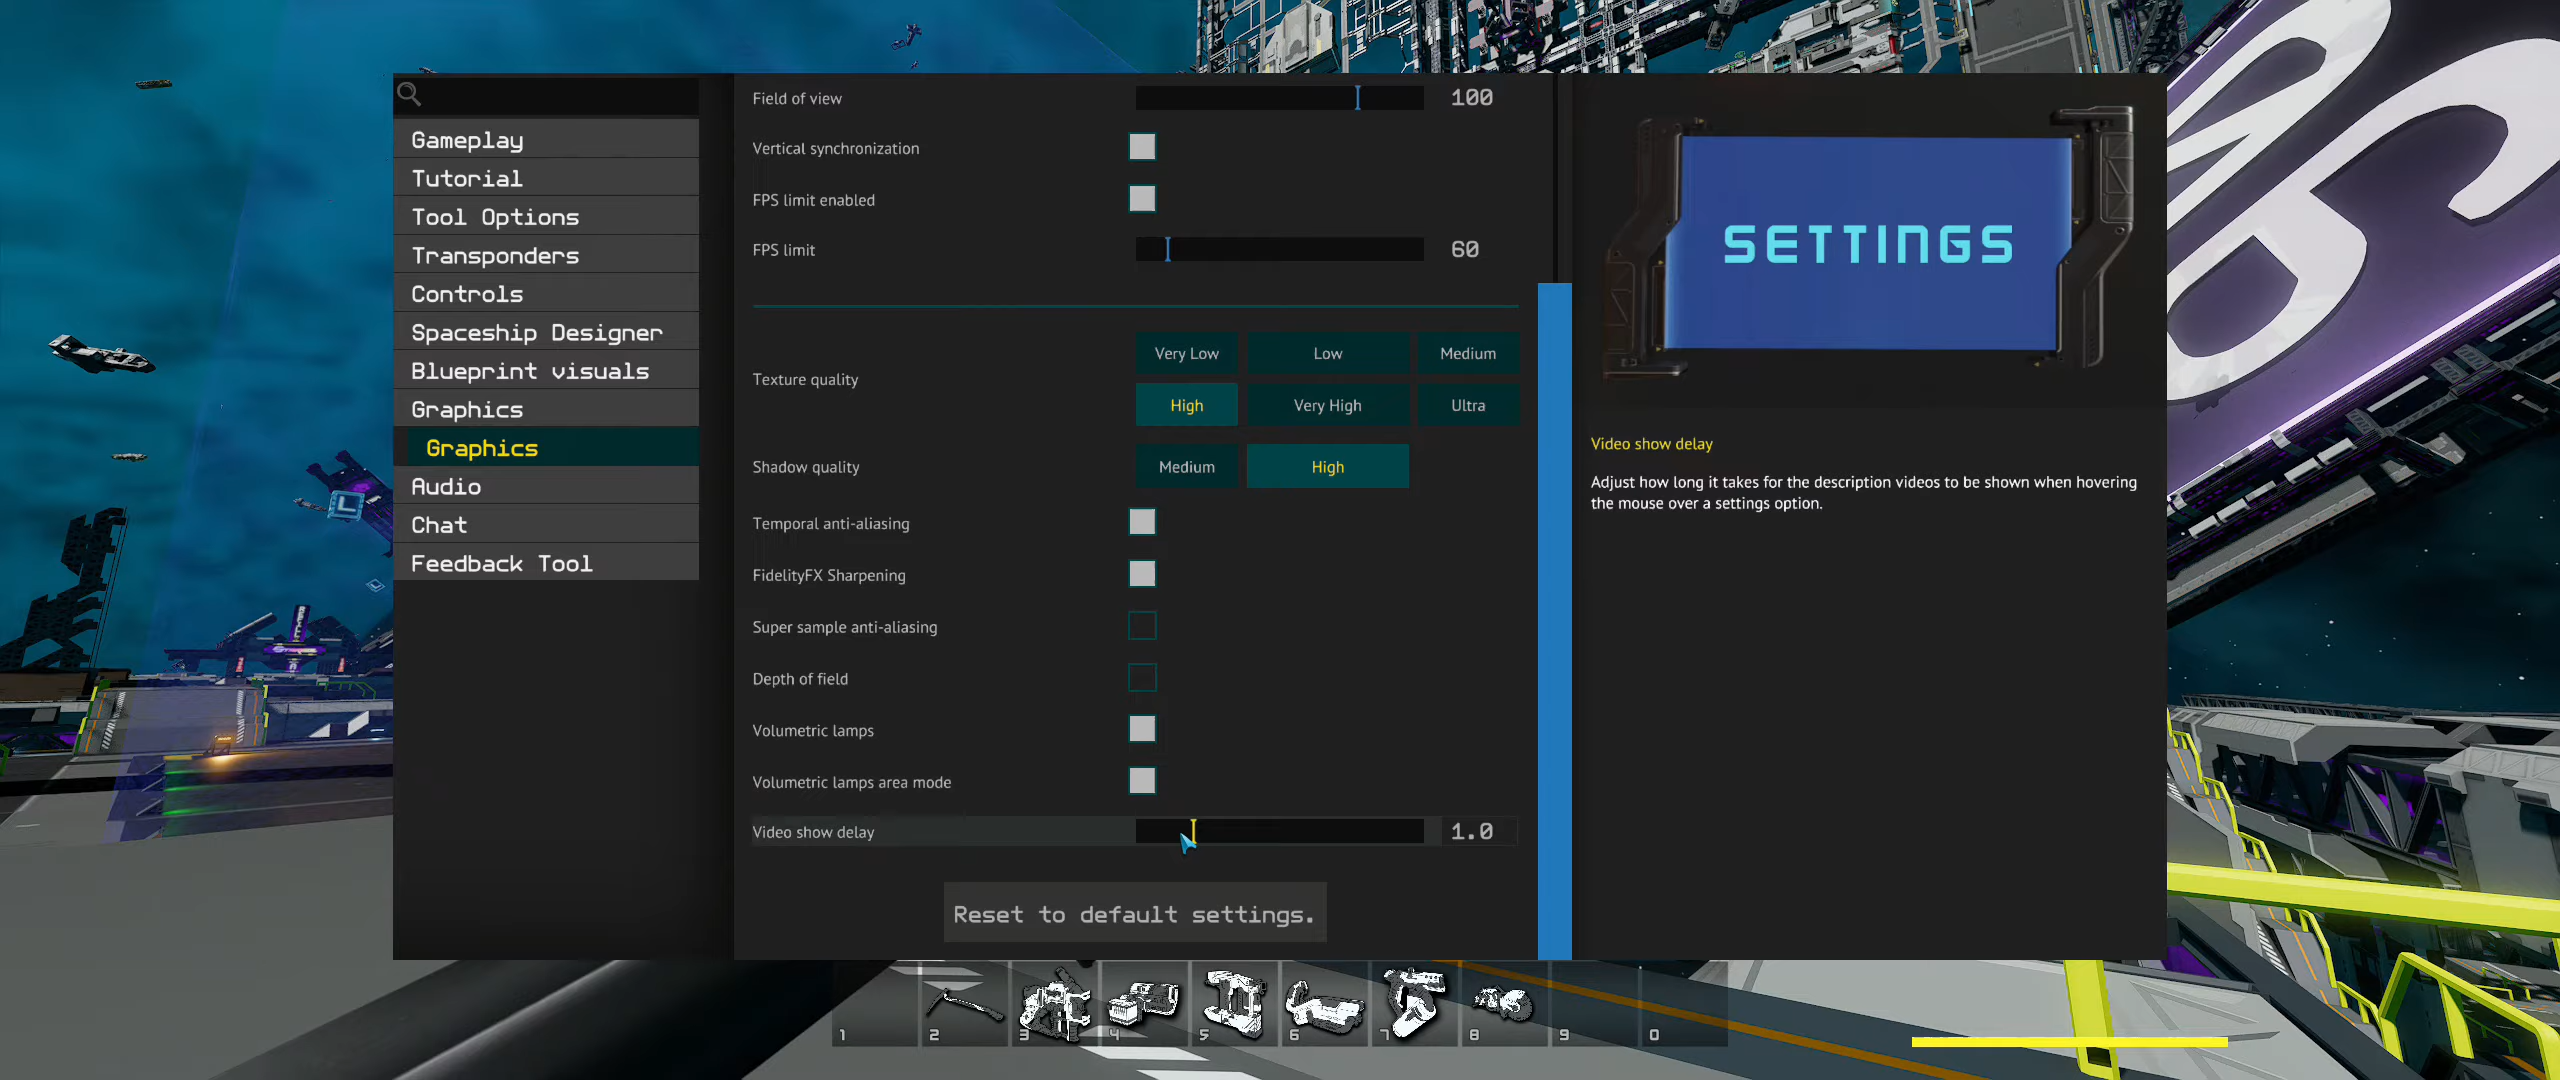 Gameplay
Tutorial
Tool Options
Transponders
Controls
Spaceship Designer
Blueprint visuals
Graphics
Graphics
Audio
Chat
Feedback Tool
Field of view 100
Vertical synchronization
FPS limit enabled
FPS limit 60
Texture quality
Very Low Low Medium
High Very High Ultra
Shadow quality Medium High
Temporal anti-aliasing
FidelityFX Sharpening
Super sample anti-aliasing
Depth of field
Volumetric lamps
Volumetric lamps area mode
Video show delay 1.0
Reset to default settings.
SETTINGS
Video show delay
Adjust how long it takes for the description videos to be shown when hovering
the mouse over a settings option.
1 2 3 4 5 6 7 8 9 0